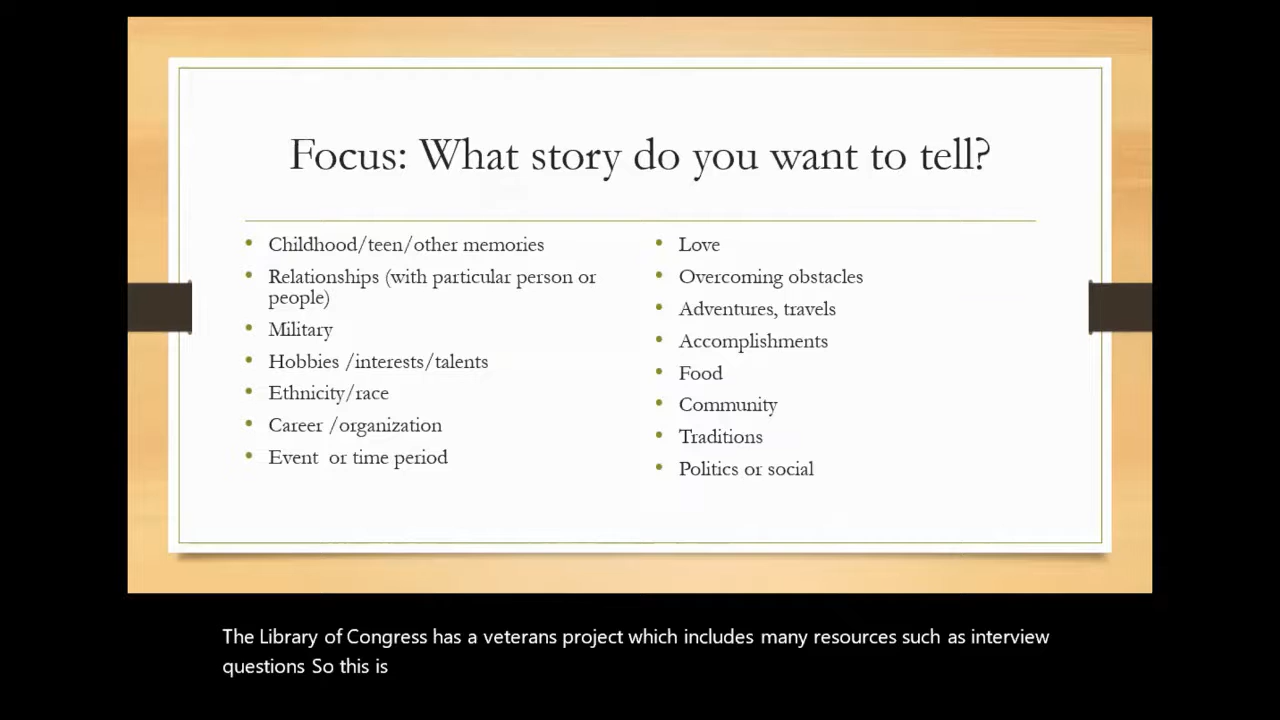 Focus: What story do you want to tell?
• Childhood/teen/other memories
• Relationships (with particular person or
people)
• Military
• Hobbies /interests/talents
• Ethnicity/race
• Career /organization
• Event  or time period
• Love
• Overcoming obstacles
• Adventures, travels
• Accomplishments
• Food
• Community
• Traditions
• Politics or social
The Library of Congress has a veterans project which includes many resources such as interview
questions So this is